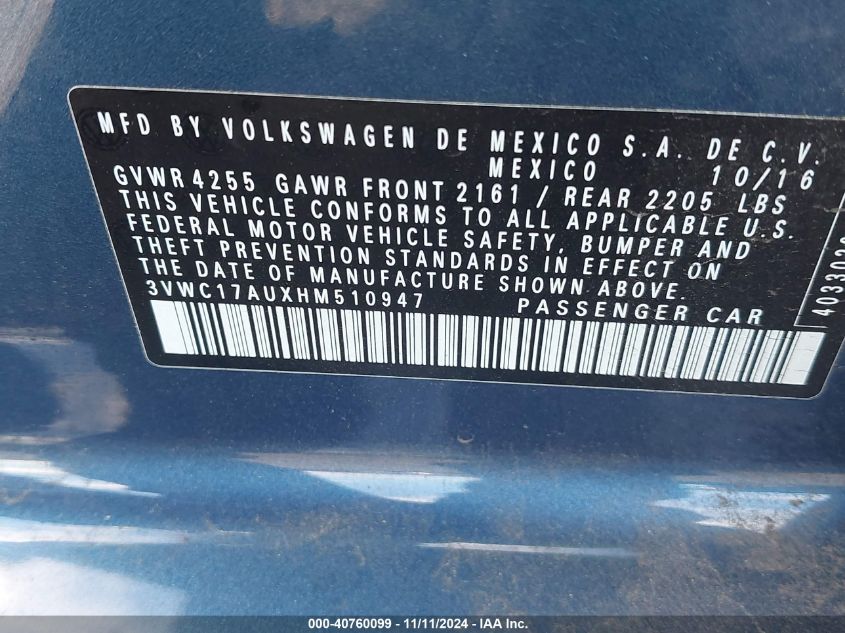 MFD BY VOLKSWAGEN DE MEXICO S.A. DE C.V.
MEXICO 10/16
GVWR 4255 GAWR FRONT 2161 / REAR 2205 LBS
THIS VEHICLE CONFORMS TO ALL APPLICABLE U.S.
FEDERAL MOTOR VEHICLE SAFETY, BUMPER AND
THEFT PREVENTION STANDARDS IN EFFECT ON
THE DATE OF MANUFACTURE SHOWN ABOVE.
3VWC17AUXHM510947 PASSENGER CAR
000-40760099 - 11/11/2024 - IAA Inc.